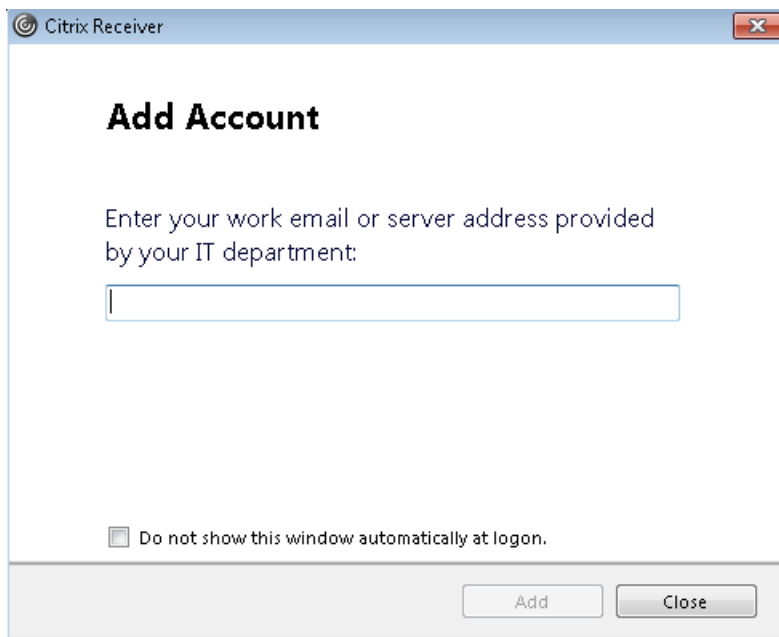 Citrix Receiver
Add Account
Enter your work email or server address provided
by your IT department:
Do not show this window automatically at logon.
Add
Close